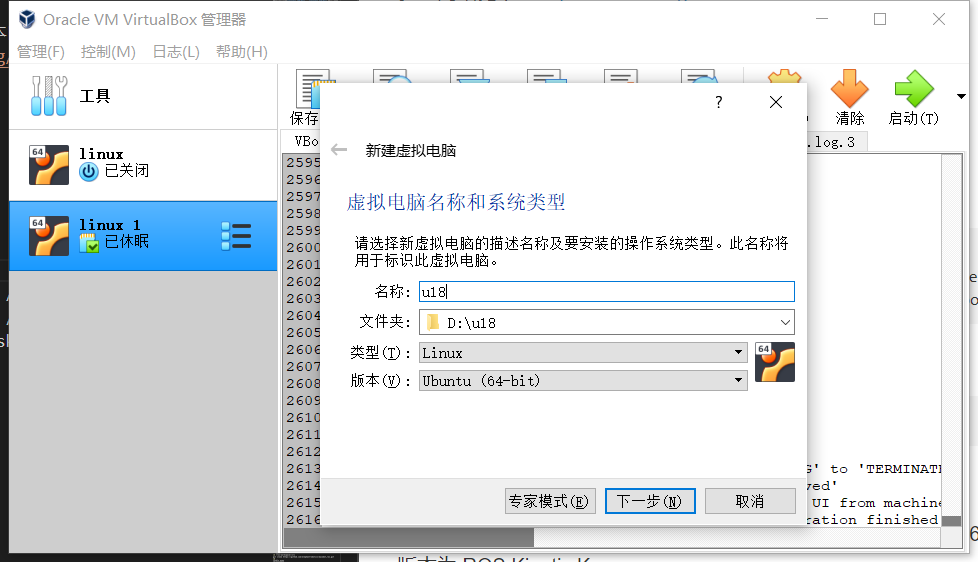 Oracle VM VirtualBox 管理器
管理(F) 控制(M) 日志(L) 帮助(H)
工具
保存
清除
启动(T)
64
linux
已关闭
64
linux 1
已休眠
VBo
.log.3
2595
2596
2597
2598
2599
2600
2601
2602
2603
2604
2605
2606
2607
2608
2609
2610
2611
2612
2613
2614
2615
2616
?
新建虚拟电脑
虚拟电脑名称和系统类型
请选择新虚拟电脑的描述名称及要安装的操作系统类型。此名称将
用于标识此虚拟电脑。
名称: u18
文件夹: D:\u18
类型(T): Linux
64
版本(V): Ubuntu (64-bit)
G' to 'TERMINATE
ved'
UI from machine
ration finished
专家模式(E) 下一步(N) 取消